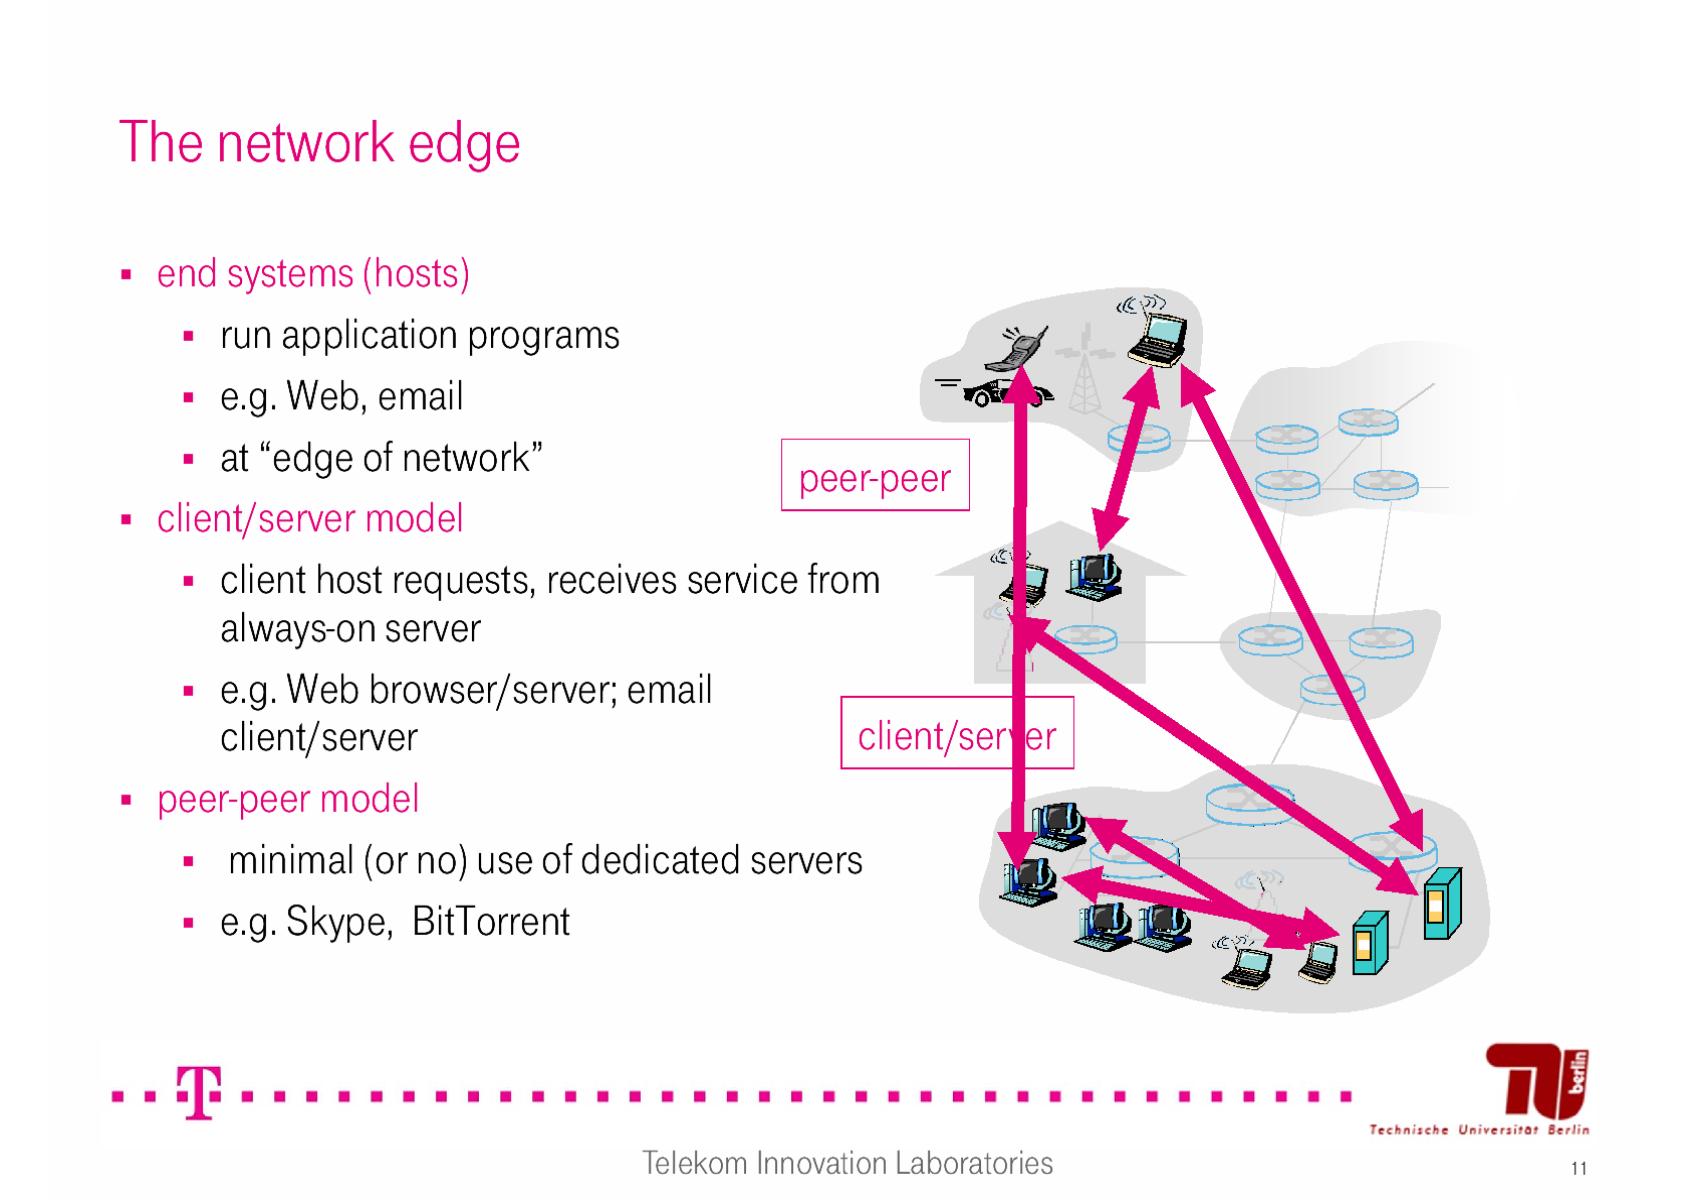 The network edge
▪ end systems (hosts)
▪ run application programs
▪ e.g. Web, email
▪ at “edge of network”
▪ client/server model
▪ client host requests, receives service from
always-on server
▪ e.g. Web browser/server; email
client/server
▪ peer-peer model
▪ minimal (or no) use of dedicated servers
▪ e.g. Skype, BitTorrent
peer-peer
client/server
T
berlin
Technische Universität Berlin
Telekom Innovation Laboratories
11